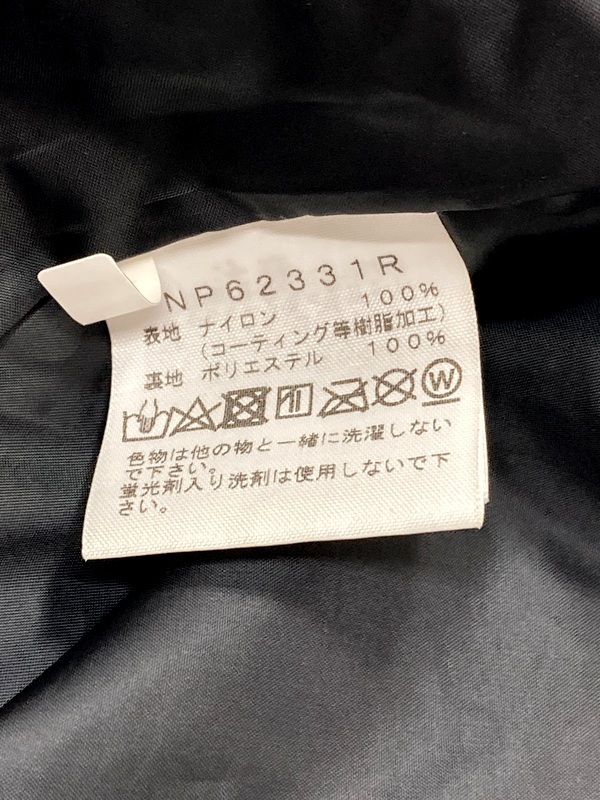 NP62331R
表地 ナイロン 100%
(コーティング等樹脂加工)
裏地 ポリエステル 100%
W
色物は他の物と一緒に洗濯しない
で下さい。
蛍光剤入り洗剤は使用しないで下
さい。